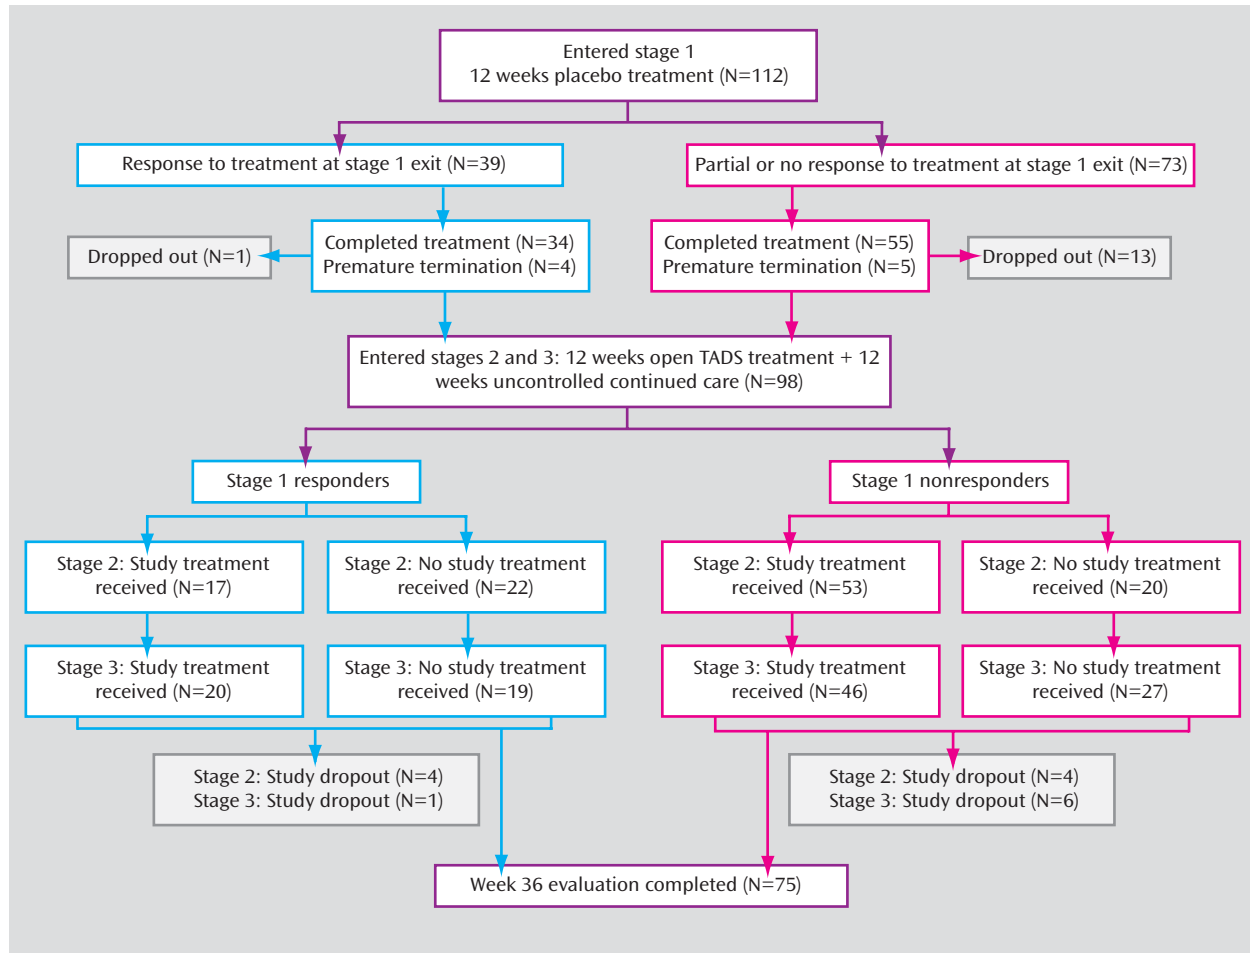 Entered stage 1
12 weeks placebo treatment (N=112)
Response to treatment at stage 1 exit (N=39)
Partial or no response to treatment at stage 1 exit (N=73)
Dropped out (N=1)
Completed treatment (N=34)
Premature termination (N=4)
Completed treatment (N=55)
Premature termination (N=5)
Dropped out (N=13)
Entered stages 2 and 3: 12 weeks open TADS treatment + 12
weeks uncontrolled continued care (N=98)
Stage 1 responders
Stage 1 nonresponders
Stage 2: Study treatment
received (N=17)
Stage 2: No study treatment
received (N=22)
Stage 2: Study treatment
received (N=53)
Stage 2: No study treatment
received (N=20)
Stage 3: Study treatment
received (N=20)
Stage 3: No study treatment
received (N=19)
Stage 3: Study treatment
received (N=46)
Stage 3: No study treatment
received (N=27)
Stage 2: Study dropout (N=4)
Stage 3: Study dropout (N=1)
Stage 2: Study dropout (N=4)
Stage 3: Study dropout (N=6)
Week 36 evaluation completed (N=75)